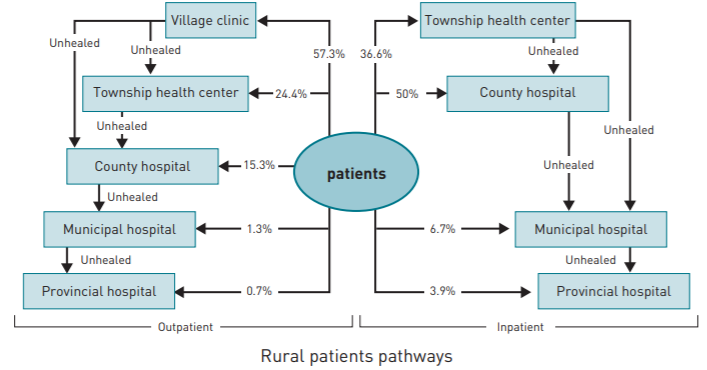 Village clinic
Township health center
Unhealed
Unhealed
57.3%
36.6%
Unhealed
Township health center
24.4%
50%
County hospital
Unhealed
Unhealed
County hospital
15.3%
patients
Unhealed
Unhealed
Municipal hospital
1.3%
6.7%
Municipal hospital
Unhealed
Unhealed
Provincial hospital
0.7%
3.9%
Provincial hospital
Outpatient
Inpatient
Rural patients pathways